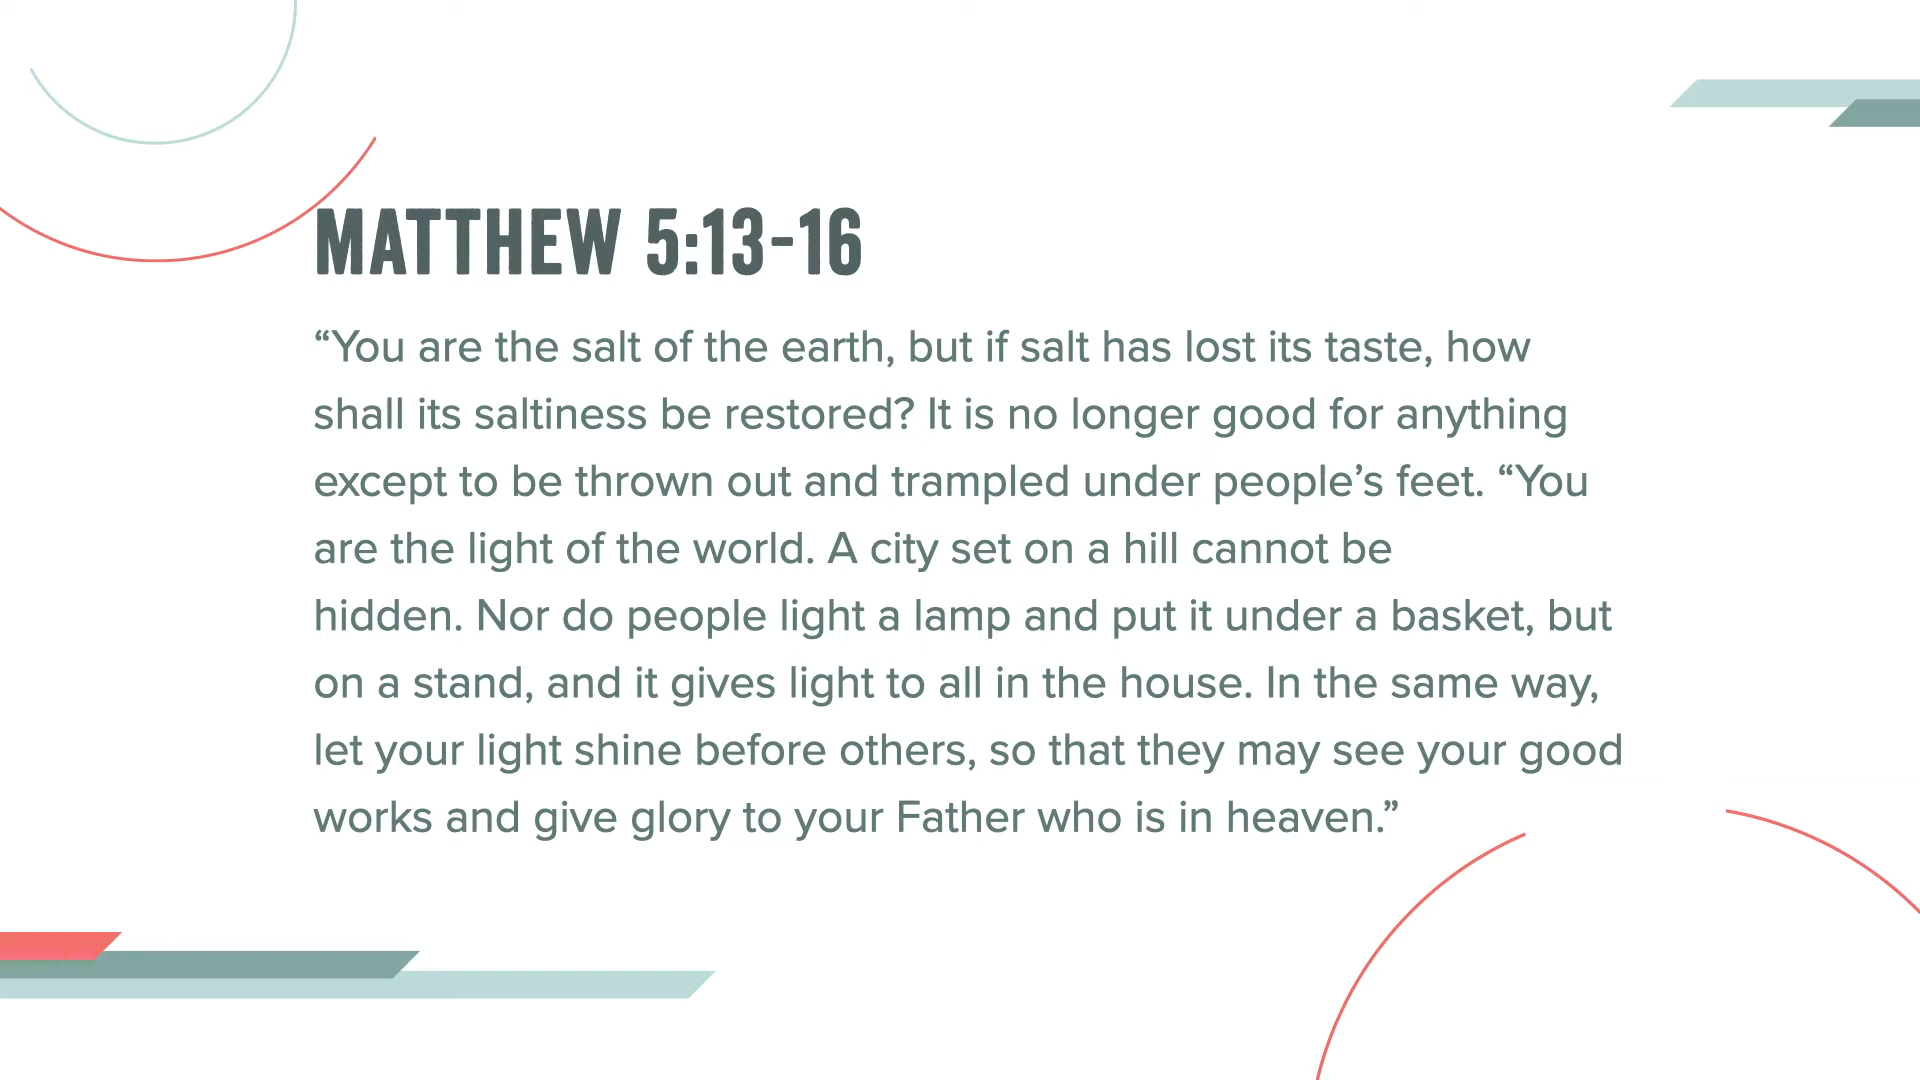 MATTHEW 5:13-16
“You are the salt of the earth, but if salt has lost its taste, how
shall its saltiness be restored? It is no longer good for anything
except to be thrown out and trampled under people’s feet. “You
are the light of the world. A city set on a hill cannot be
hidden. Nor do people light a lamp and put it under a basket, but
on a stand, and it gives light to all in the house. In the same way,
let your light shine before others, so that they may see your good
works and give glory to your Father who is in heaven.”